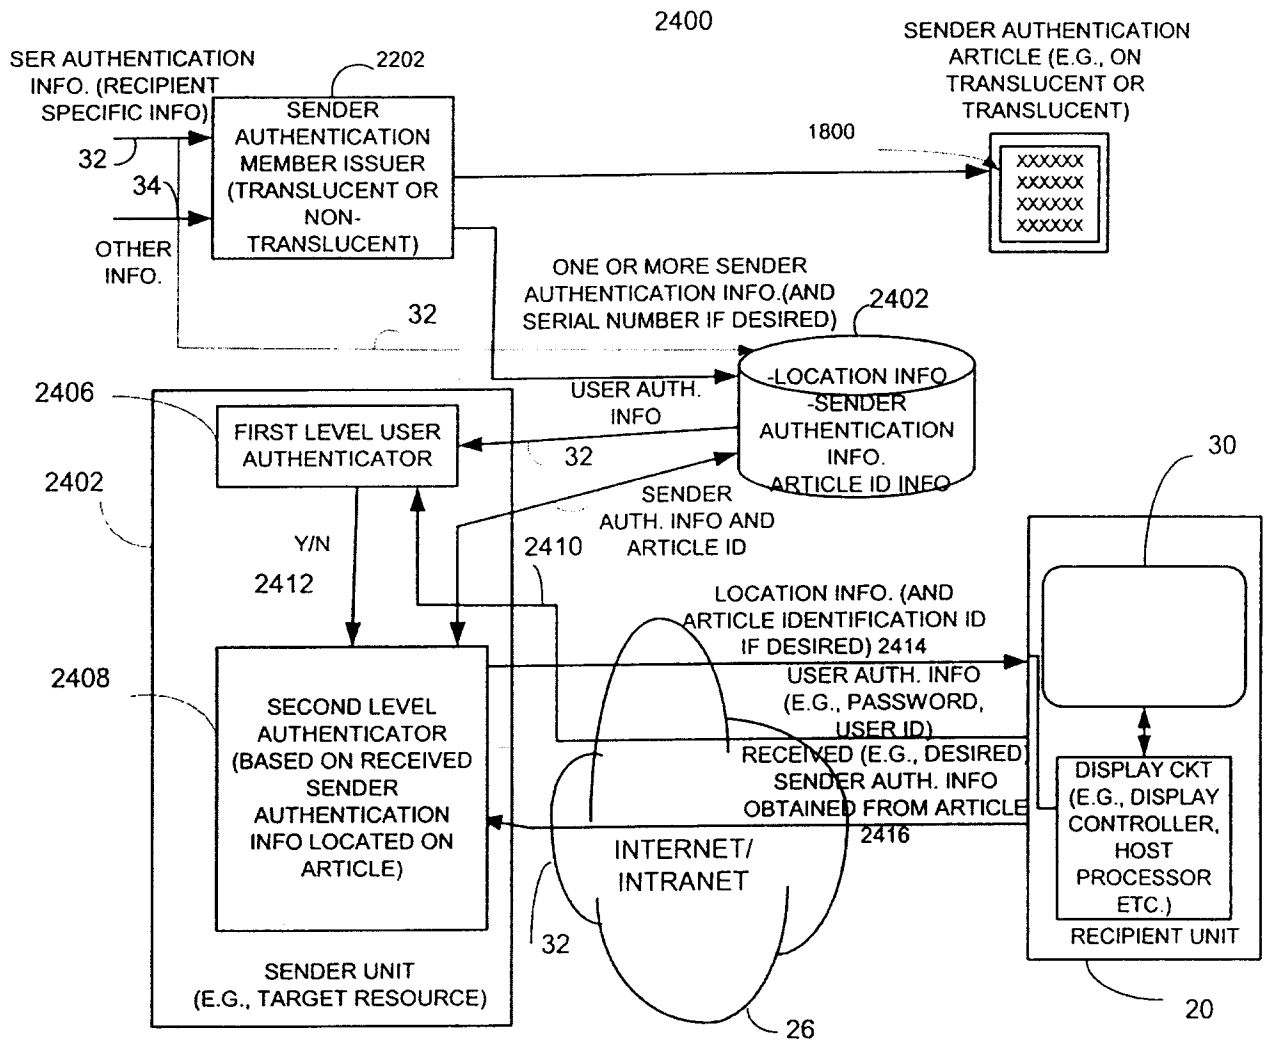 2400
SENDER AUTHENTICATION
ARTICLE (E.G., ON
TRANSLUCENT OR
TRANSLUCENT)
1800
XXXXXX
XXXXXX
XXXXXX
XXXXXX
SER AUTHENTICATION
INFO. (RECIPIENT
SPECIFIC INFO)
32
34
OTHER
INFO.
2202
SENDER
AUTHENTICATION
MEMBER ISSUER
(TRANSLUCENT OR
NON-
TRANSLUCENT)
ONE OR MORE SENDER
AUTHENTICATION INFO.(AND
SERIAL NUMBER IF DESIRED)
32
2402
-LOCATION INFO
-SENDER
AUTHENTICATION
INFO.
ARTICLE ID INFO
USER AUTH.
INFO
32
2406
FIRST LEVEL USER
AUTHENTICATOR
2402
SENDER
AUTH. INFO AND
ARTICLE ID
Y/N
2412
2410
30
LOCATION INFO. (AND
ARTICLE IDENTIFICATION ID
IF DESIRED) 2414
USER AUTH. INFO
(E.G., PASSWORD,
USER ID)
RECEIVED (E.G., DESIRED)
SENDER AUTH. INFO
OBTAINED FROM ARTICLE
2416
2408
SECOND LEVEL
AUTHENTICATOR
(BASED ON RECEIVED
SENDER
AUTHENTICATION
INFO LOCATED ON
ARTICLE)
INTERNET/
INTRANET
32
26
DISPLAY CKT
(E.G., DISPLAY
CONTROLLER,
HOST
PROCESSOR
ETC.)
RECIPIENT UNIT
20
SENDER UNIT
(E.G., TARGET RESOURCE)